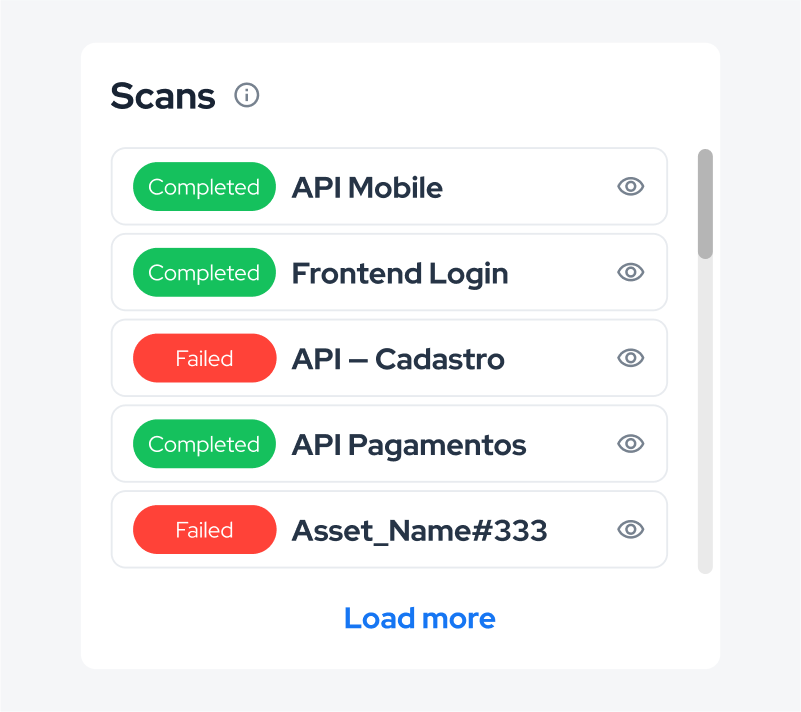 Scans
Completed API Mobile
Completed Frontend Login
Failed API — Cadastro
Completed API Pagamentos
Failed Asset_Name#333
Load more